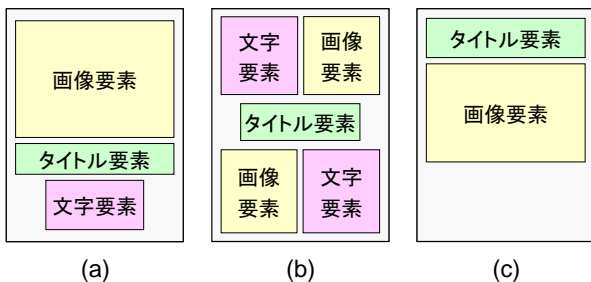 画像要素
タイトル要素
文字要素
(a)
文字
要素
画像
要素
タイトル要素
画像
要素
文字
要素
(b)
タイトル要素
画像要素
(c)